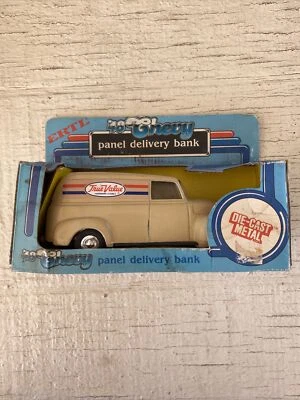 ERTL
'50 Chevy
panel delivery bank
True Value
DIE-CAST
METAL
'50 Chevy panel delivery bank